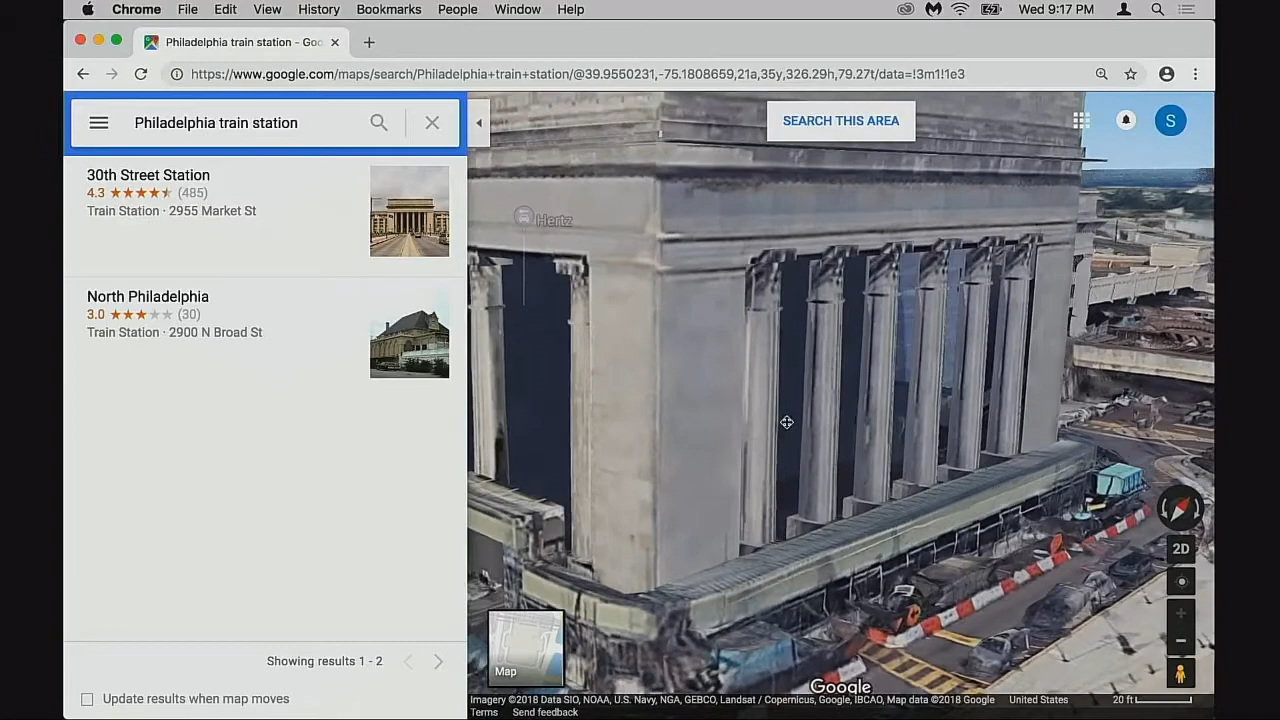 Chrome File Edit View History Bookmarks People Window Help Wed 9:17 PM
Philadelphia train station - Goo
https://www.google.com/maps/search/Philadelphia+train+station/@39.9550231,-75.1808659,21a,35y,326.29h,79.27t/data=!3m1!1e3
Philadelphia train station
SEARCH THIS AREA
S
30th Street Station
4.3 (485)
Train Station · 2955 Market St
Hertz
North Philadelphia
3.0 (30)
Train Station · 2900 N Broad St
2D
Map
Showing results 1 - 2
Google
Update results when map moves
Imagery ©2018 Data SIO, NOAA, U.S. Navy, NGA, GEBCO, Landsat / Copernicus, Google, IBCAO, Map data ©2018 Google United States 20 ft
Terms Send feedback